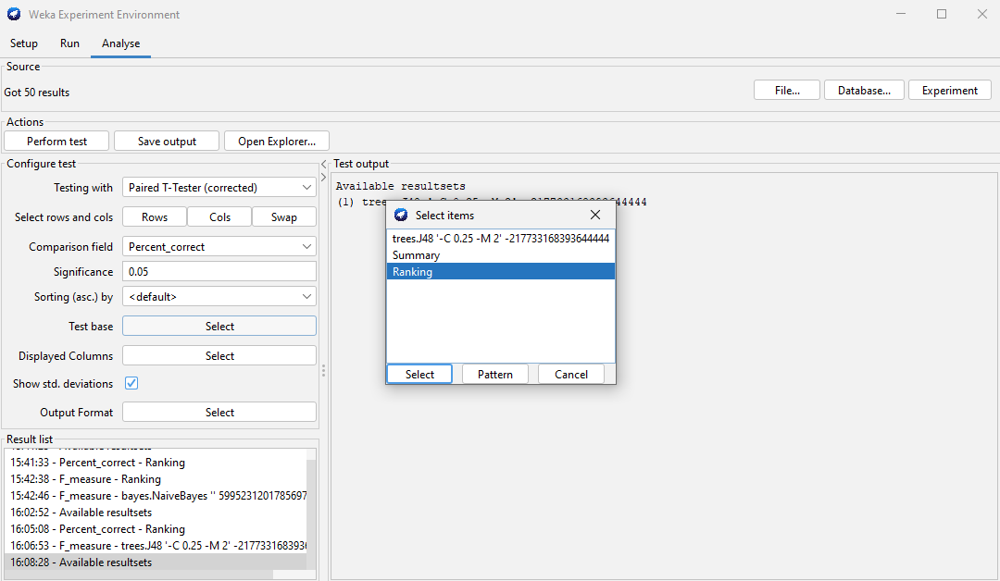 Weka Experiment Environment
Setup Run Analyse
Source
Got 50 results
File... Database... Experiment
Actions
Perform test Save output Open Explorer...
Configure test
Testing with Paired T-Tester (corrected)
Select rows and cols Rows Cols Swap
Comparison field Percent_correct
Significance 0.05
Sorting (asc.) by <default>
Test base Select
Displayed Columns Select
Show std. deviations
Output Format Select
Result list
15:41:33 - Percent_correct - Ranking
15:42:38 - F_measure - Ranking
15:42:46 - F_measure - bayes.NaiveBayes '' 5995231201785697
16:02:52 - Available resultsets
16:05:08 - Percent_correct - Ranking
16:06:53 - F_measure - trees.J48 '-C 0.25 -M 2' -2177331683936
16:08:28 - Available resultsets
Test output
Available resultsets
(1) tree
Select items
trees.J48 '-C 0.25 -M 2' -217733168393644444
Summary
Ranking
Select Pattern Cancel